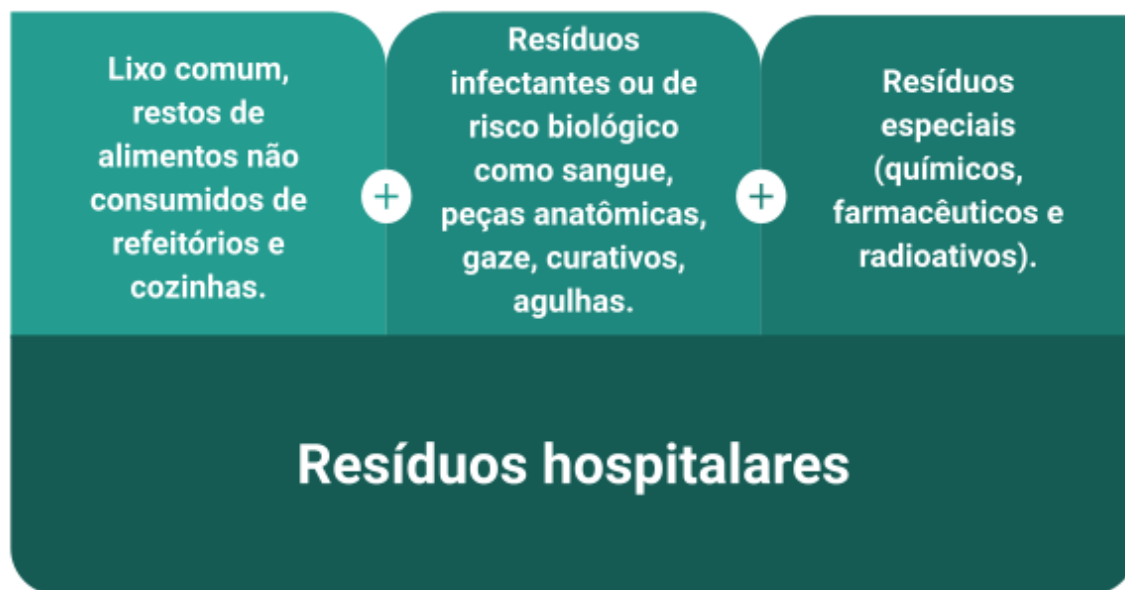 Lixo comum,
restos de
alimentos não
consumidos de
refeitórios e
cozinhas.
+
Resíduos
infectantes ou de
risco biológico
como sangue,
peças anatômicas,
gaze, curativos,
agulhas.
+
Resíduos
especiais
(químicos,
farmacêuticos e
radioativos).
Resíduos hospitalares